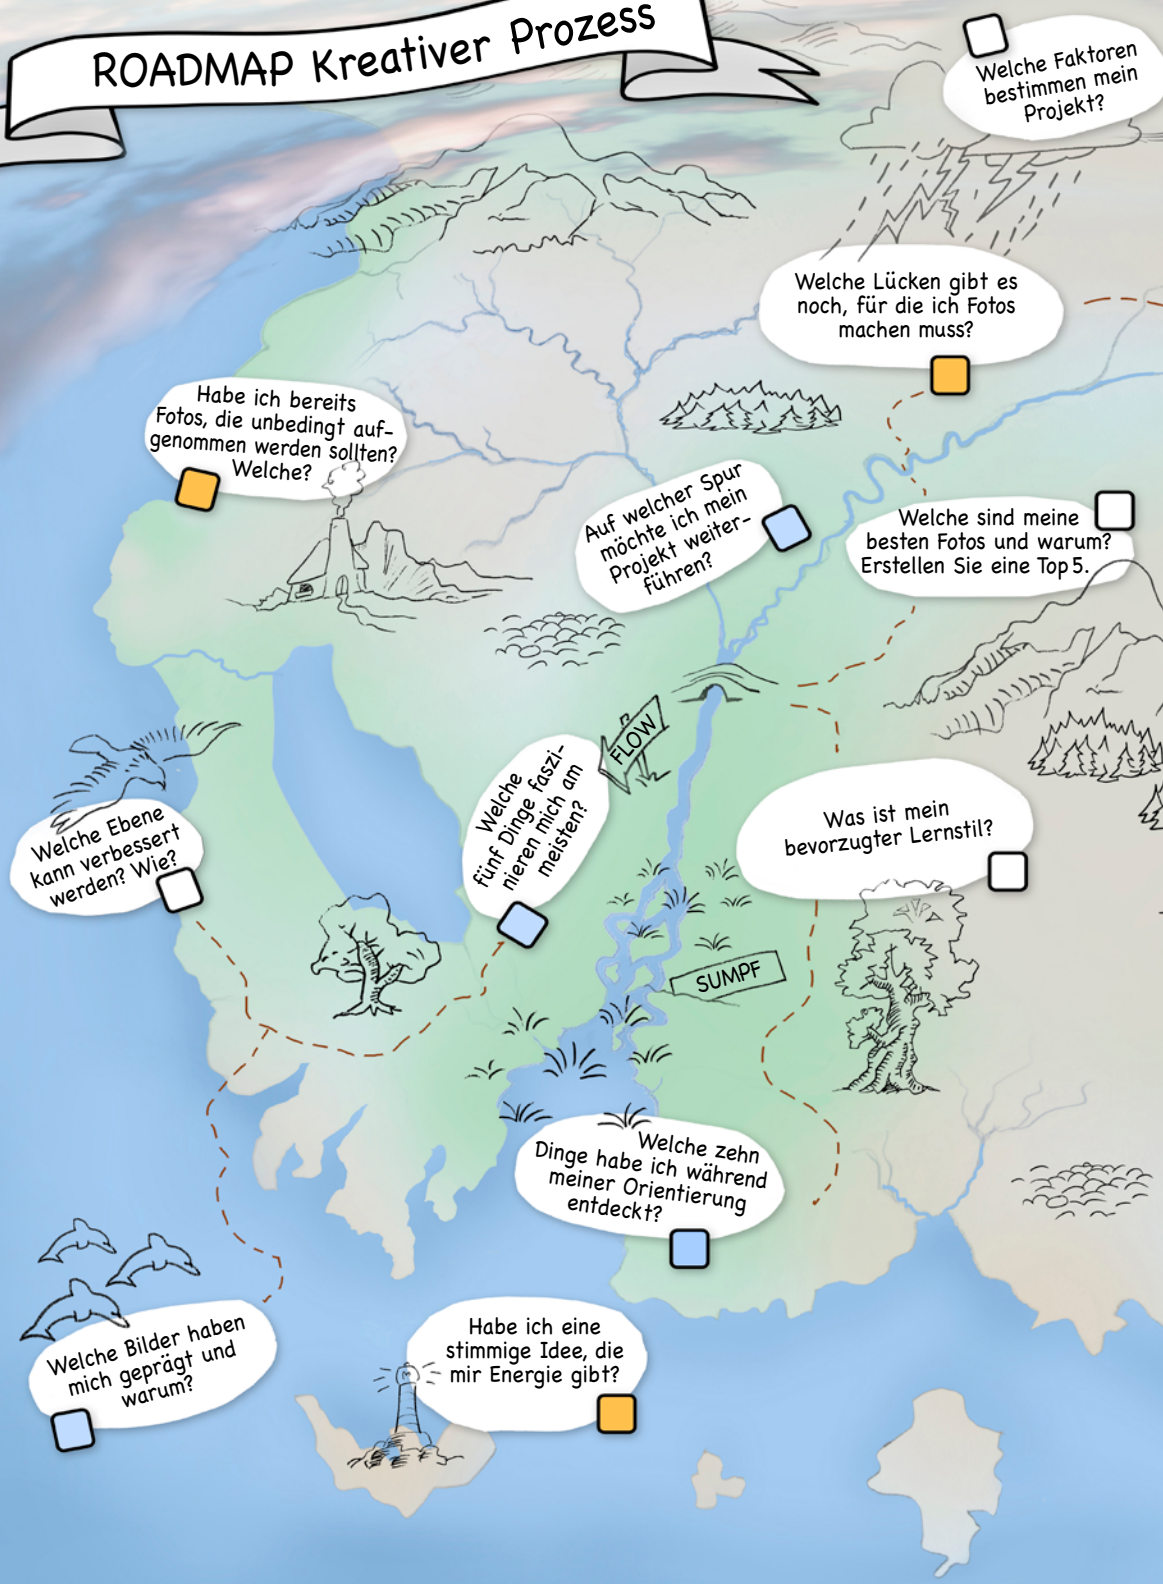 ROADMAP Kreativer Prozess
Welche Faktoren
bestimmen mein
Projekt?
Welche Lücken gibt es
noch, für die ich Fotos
machen muss?
Habe ich bereits
Fotos, die unbedingt auf-
genommen werden sollten?
Welche?
Auf welcher Spur
möchte ich mein
Projekt weiter-
führen?
Welche sind meine
besten Fotos und warum?
Erstellen Sie eine Top 5.
FLOW
Welche
fünf Dinge faszi-
nieren mich am
meisten?
Was ist mein
bevorzugter Lernstil?
Welche Ebene
kann verbessert
werden? Wie?
SUMPF
Welche zehn
Dinge habe ich während
meiner Orientierung
entdeckt?
Welche Bilder haben
mich geprägt und
warum?
Habe ich eine
stimmige Idee, die
mir Energie gibt?